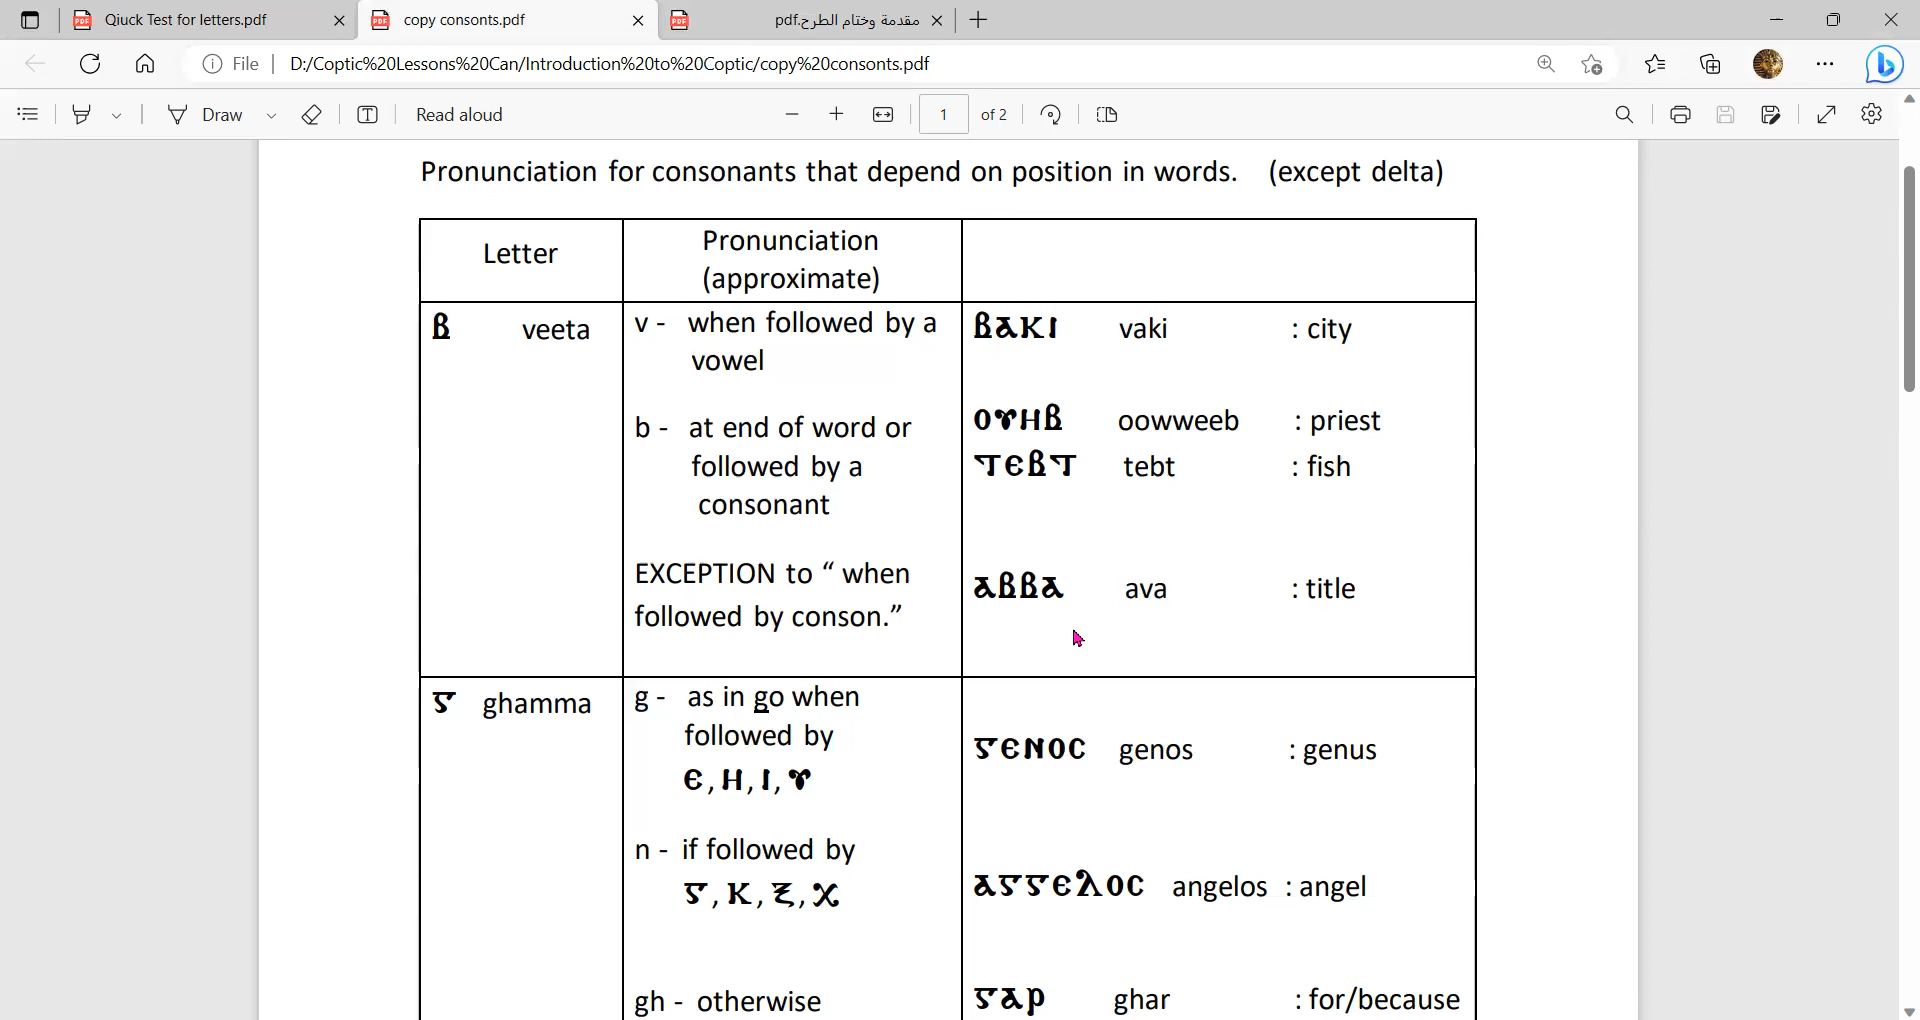 Qiuck Test for letters.pdf
copy consonts.pdf
مقدمة وختام الطرح.pdf
File
D:/Coptic%20Lessons%20Can/Introduction%20to%20Coptic/copy%20consonts.pdf
Draw
Read aloud
1 of 2
Pronunciation for consonants that depend on position in words. (except delta)
Letter
Pronunciation
(approximate)
Ⲃ veeta
v - when followed by a
vowel
ⲂⲀⲔⲒ vaki : city
b - at end of word or
followed by a
consonant
ⲞⲨⲎⲂ oowweeb : priest
ⲦⲈⲂⲦ tebt : fish
EXCEPTION to “ when
followed by conson.”
ⲀⲂⲂⲀ ava : title
Ⲅ ghamma
g - as in go when
followed by
Ⲉ, Ⲏ, Ⲓ, Ⲩ
ⲄⲈⲚⲞⲤ genos : genus
n - if followed by
Ⲅ, Ⲕ, Ⲝ, Ⲭ
ⲀⲄⲄⲈⲖⲞⲤ angelos : angel
gh - otherwise
ⲄⲀⲢ ghar : for/because